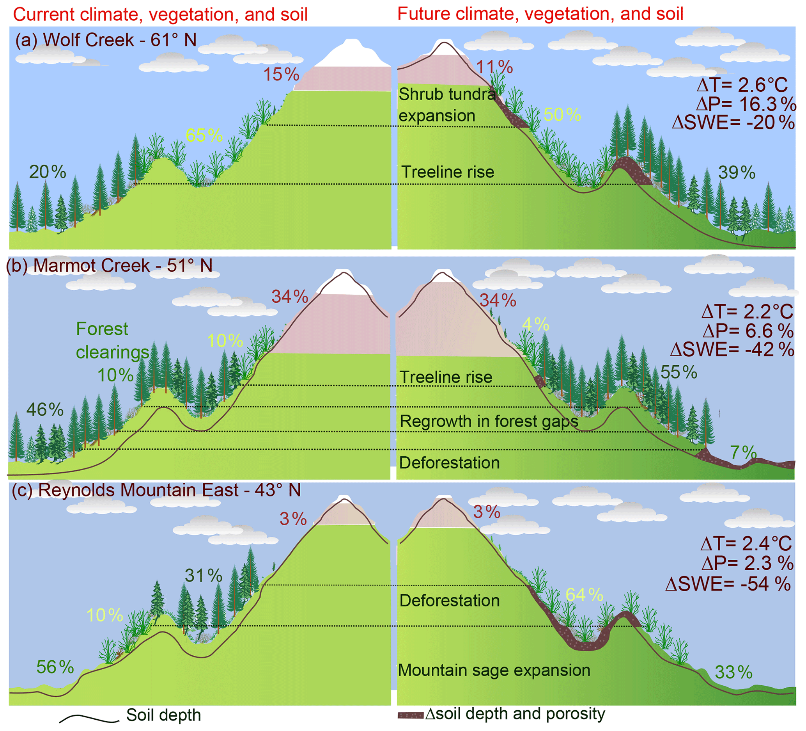 Current climate, vegetation, and soil
Future climate, vegetation, and soil
(a) Wolf Creek - 61° N
15%
65%
20%
11%
Shrub tundra
expansion
50%
Treeline rise
39%
ΔT= 2.6°C
ΔP= 16.3 %
ΔSWE= -20 %
(b) Marmot Creek - 51° N
34%
10%
Forest
clearings
10%
46%
34%
4%
Treeline rise
55%
Regrowth in forest gaps
Deforestation
7%
ΔT= 2.2°C
ΔP= 6.6 %
ΔSWE= -42 %
(c) Reynolds Mountain East - 43° N
3%
31%
10%
56%
3%
Deforestation
64%
Mountain sage expansion
33%
ΔT= 2.4°C
ΔP= 2.3 %
ΔSWE= -54 %
Soil depth
Δsoil depth and porosity